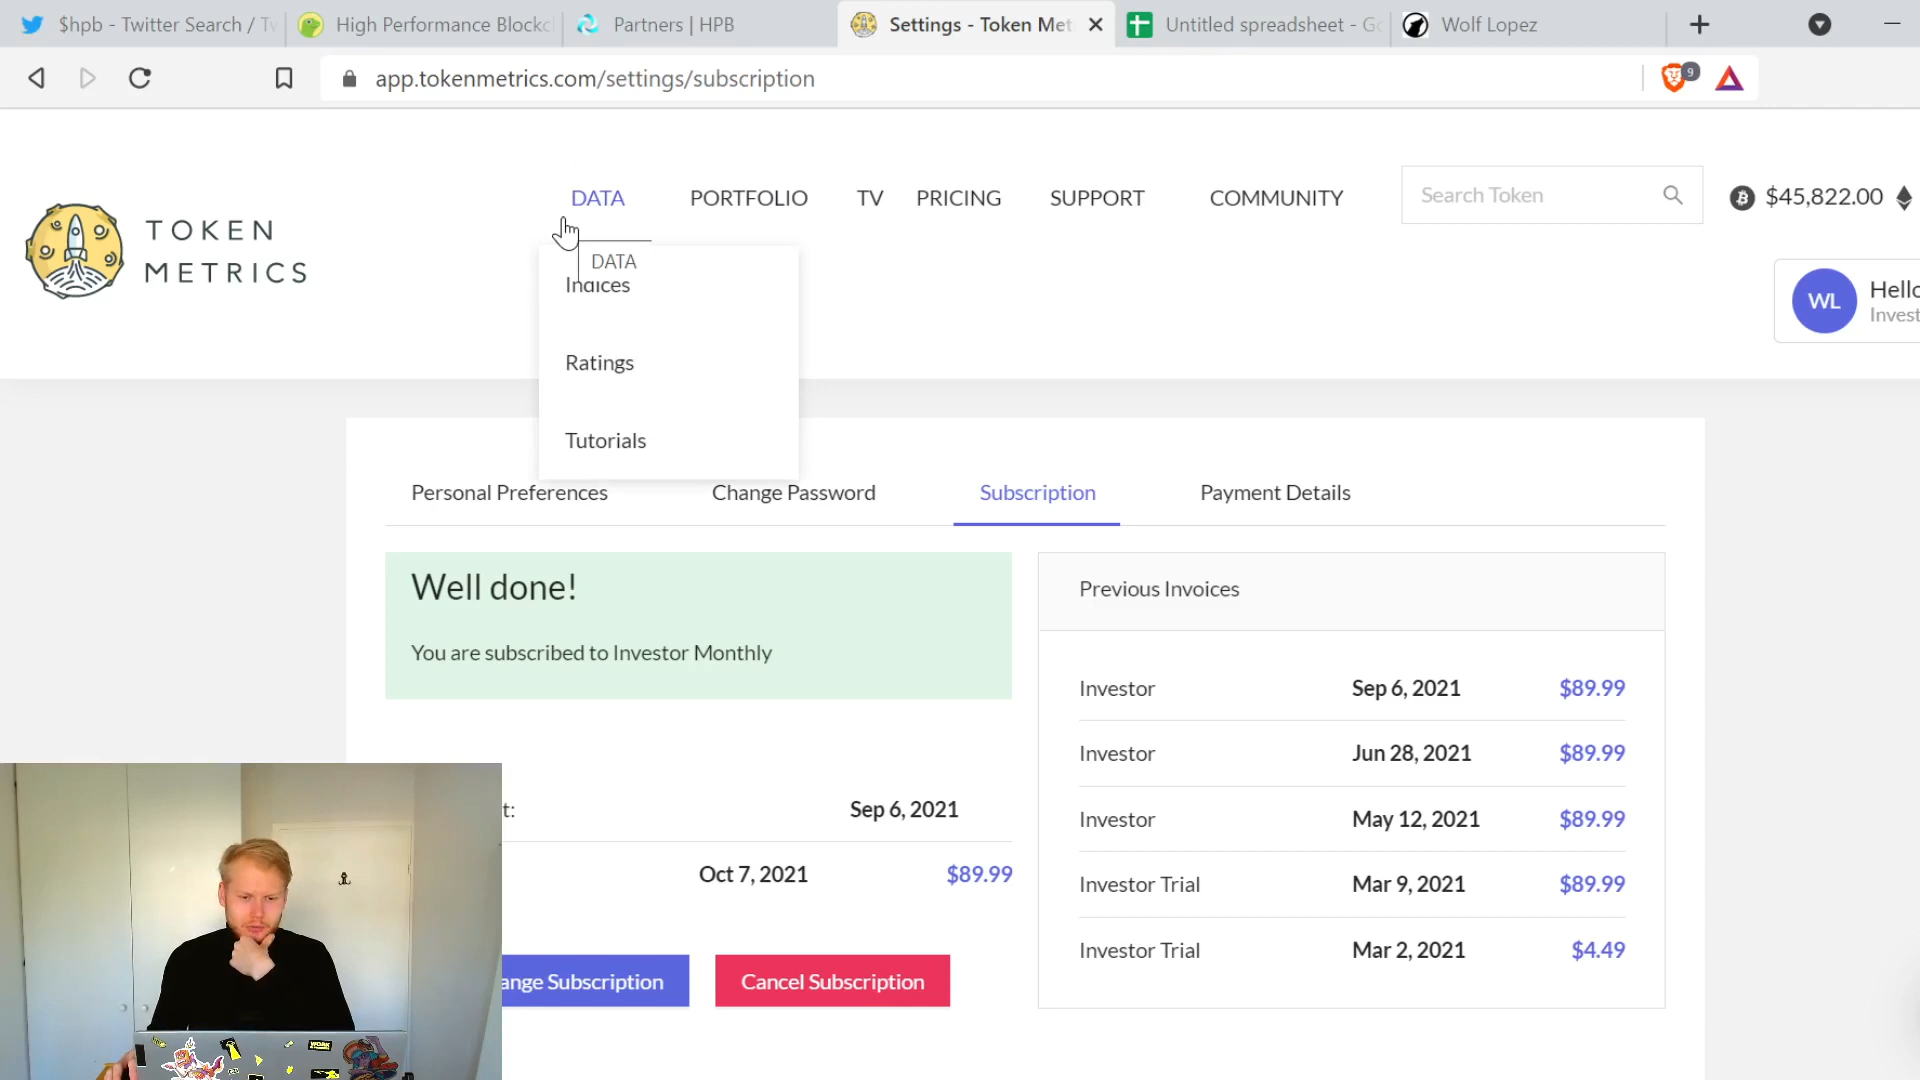 $hpb - Twitter Search / Tw
High Performance Blockc
Partners | HPB
Settings - Token Met
Untitled spreadsheet - Go
Wolf Lopez
app.tokenmetrics.com/settings/subscription
9
TOKEN
METRICS
DATA
PORTFOLIO
TV
PRICING
SUPPORT
COMMUNITY
Search Token
$45,822.00
WL
Hello
Invest
DATA
Indices
Ratings
Tutorials
Personal Preferences
Change Password
Subscription
Payment Details
Well done!
You are subscribed to Investor Monthly
t:
Sep 6, 2021
Oct 7, 2021
$89.99
ange Subscription
Cancel Subscription
Previous Invoices
Investor
Sep 6, 2021
$89.99
Investor
Jun 28, 2021
$89.99
Investor
May 12, 2021
$89.99
Investor Trial
Mar 9, 2021
$89.99
Investor Trial
Mar 2, 2021
$4.49